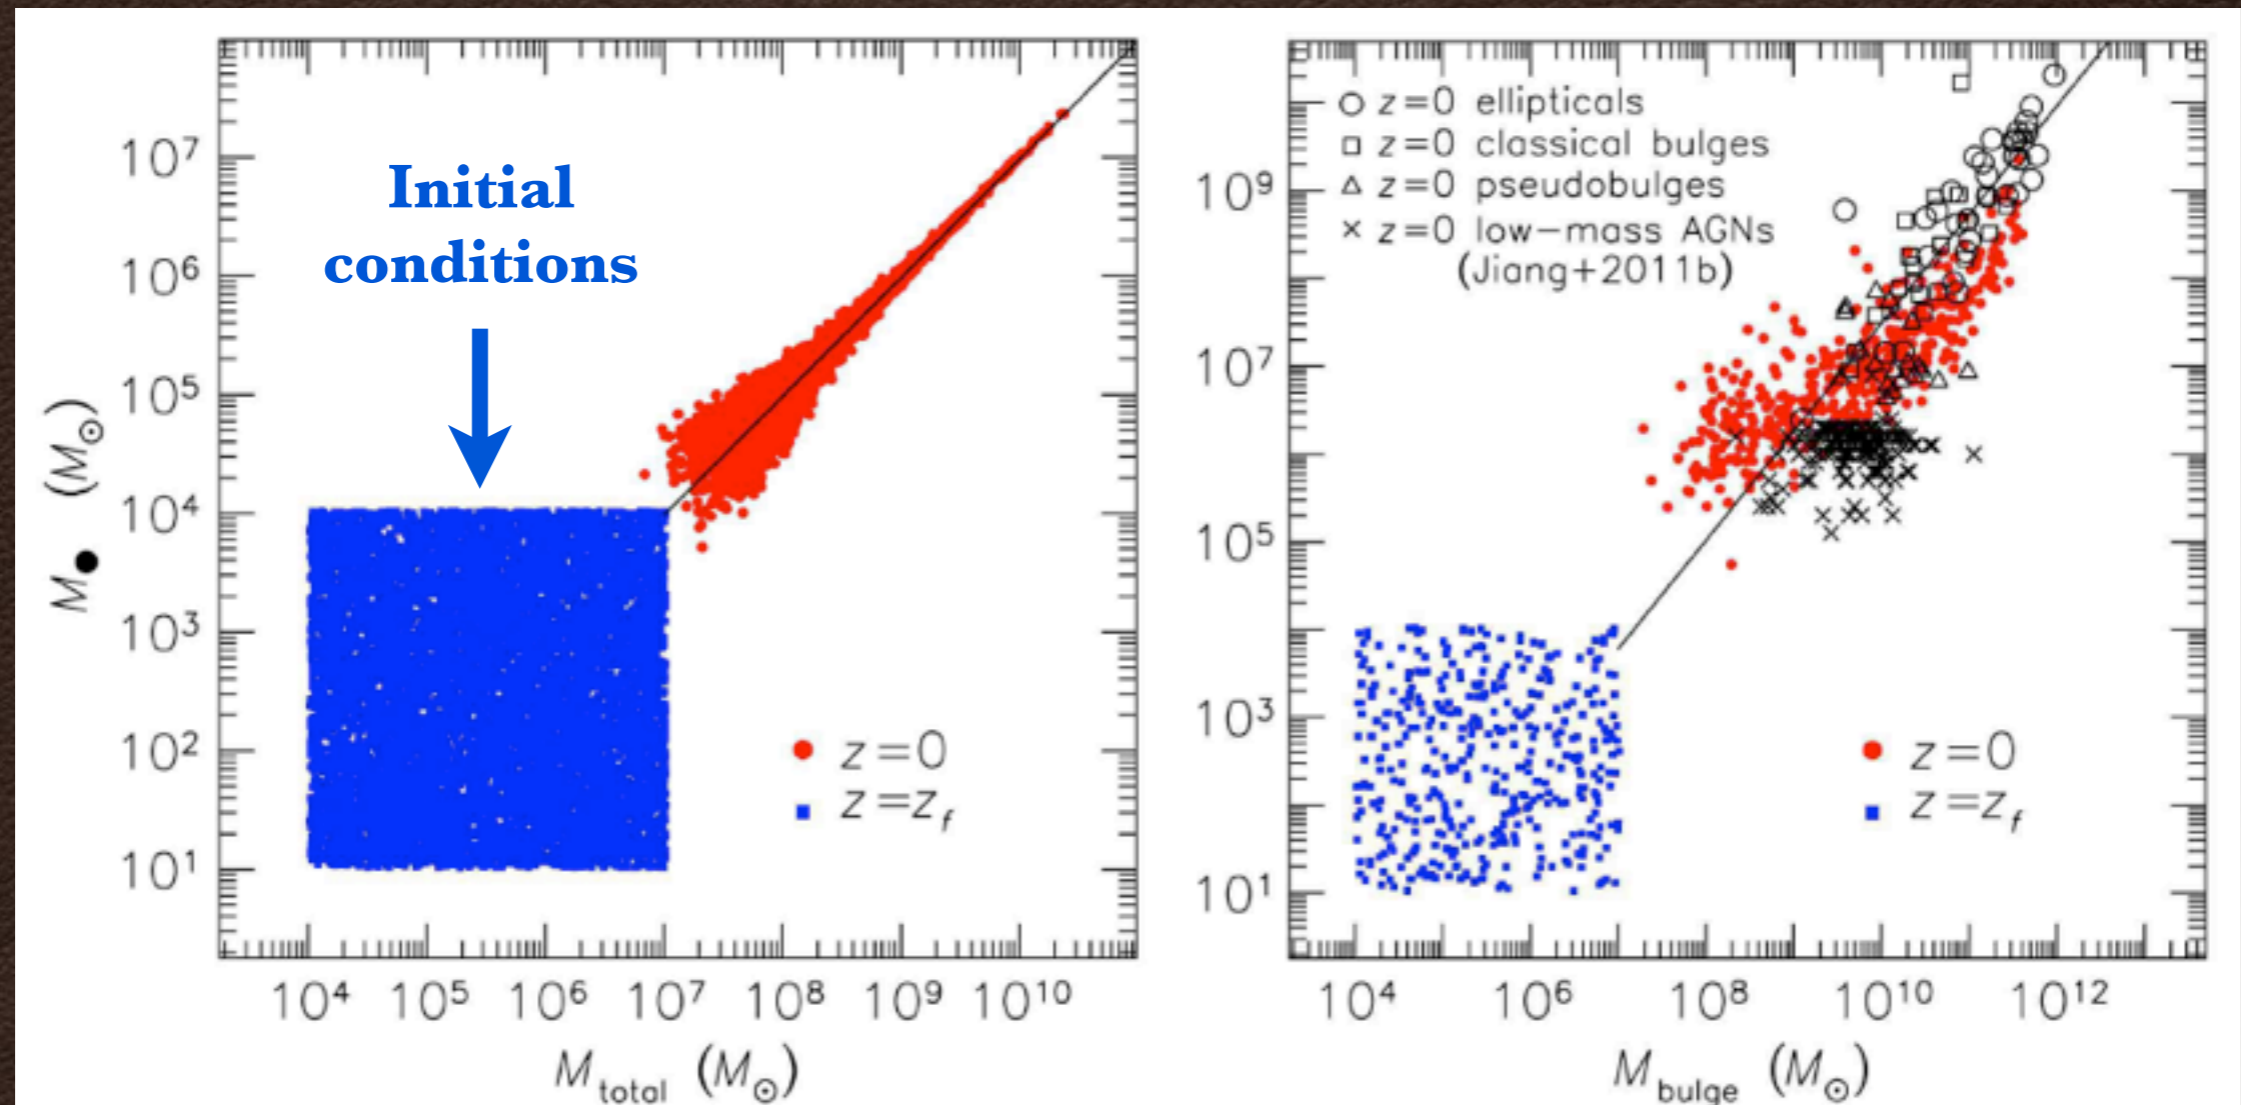 Initial
conditions
10⁷
10⁶
10⁵
10⁴
10³
10²
10¹
M● (M☉)
z=0
z=z_f
10⁴ 10⁵ 10⁶ 10⁷ 10⁸ 10⁹ 10¹⁰
M_total (M☉)
○ z=0 ellipticals
□ z=0 classical bulges
△ z=0 pseudobulges
× z=0 low-mass AGNs
(Jiang+2011b)
10⁹
10⁷
10⁵
10³
10¹
z=0
z=z_f
10⁴ 10⁶ 10⁸ 10¹⁰ 10¹²
M_bulge (M☉)